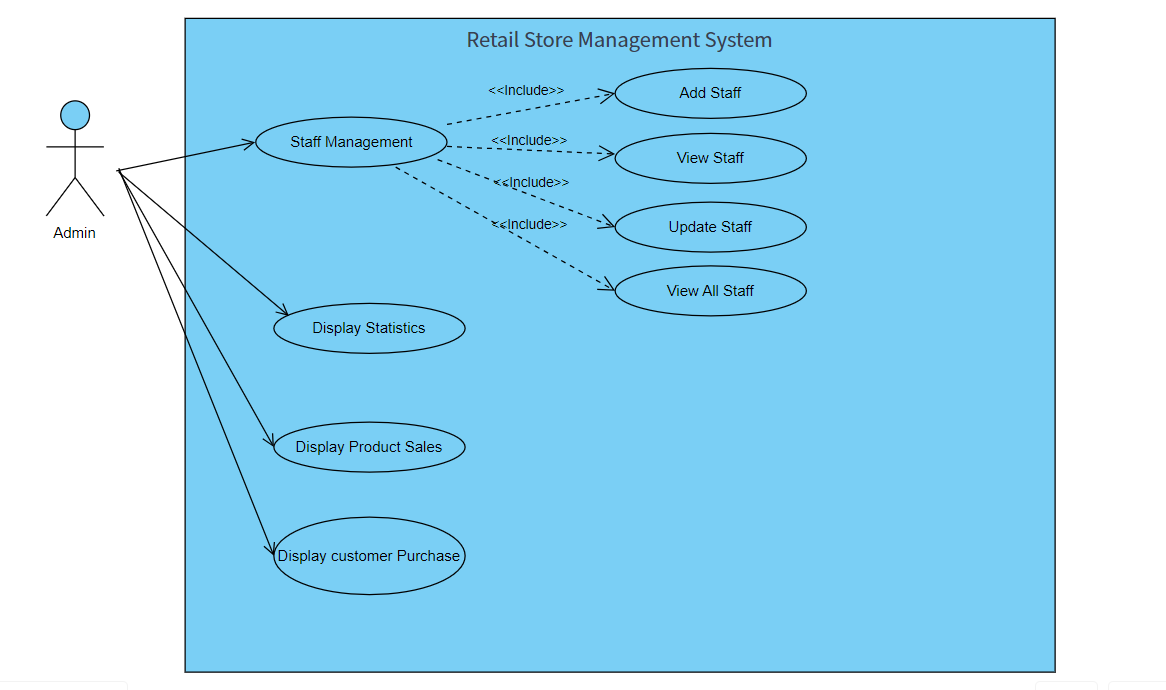 Retail Store Management System
<<Include>>
Add Staff
Staff Management
<<Include>>
View Staff
<<Include>>
Update Staff
<<Include>>
View All Staff
Admin
Display Statistics
Display Product Sales
Display customer Purchase